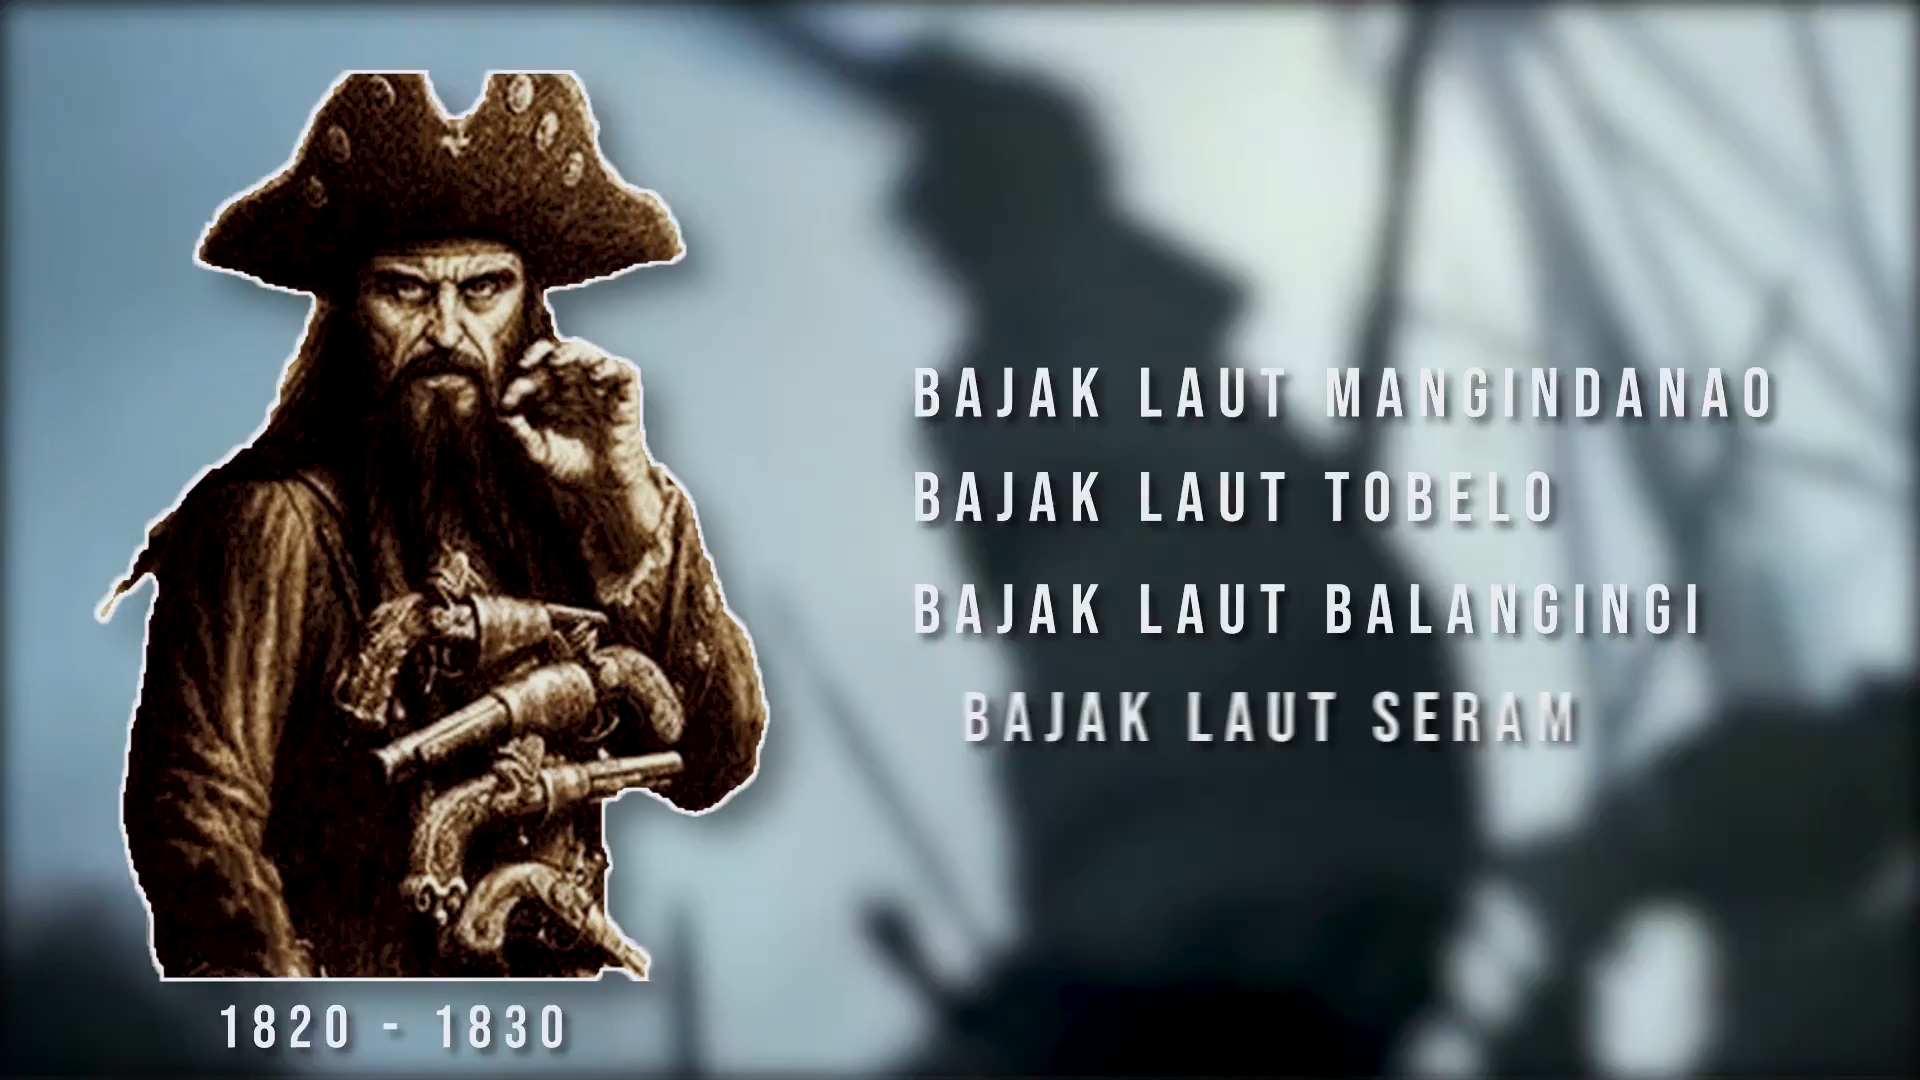 BAJAK LAUT MANGINDANAO
BAJAK LAUT TOBELO
BAJAK LAUT BALANGINGI
BAJAK LAUT SERAM
1820 - 1830